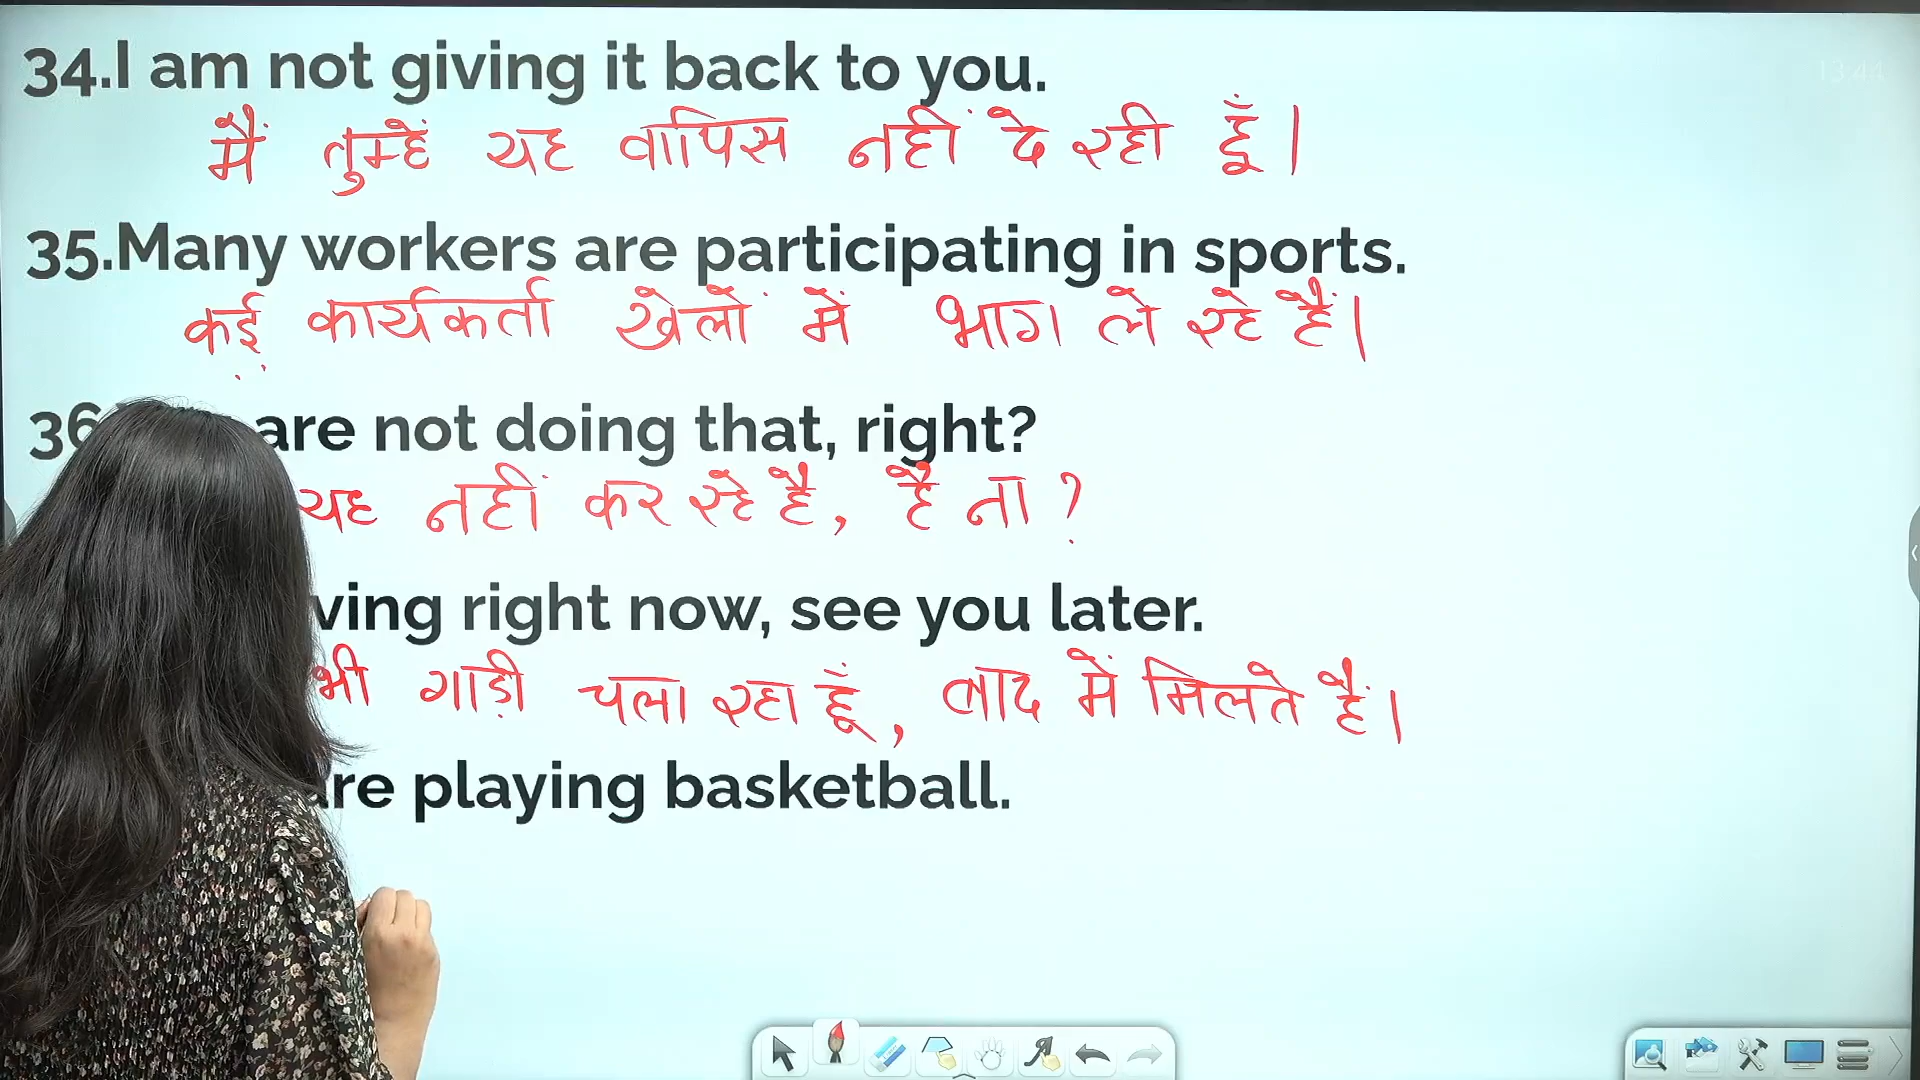 34.I am not giving it back to you.
मैं तुम्हें यह वापिस नहीं दे रही हूँ।
35.Many workers are participating in sports.
कई कार्यकर्ता खेलों में भाग ले रहे हैं।
36 are not doing that, right?
यह नहीं कर रहे है, है ना?
ving right now, see you later.
भी गाड़ी चला रहा हूँ, बाद में मिलते हैं।
re playing basketball.